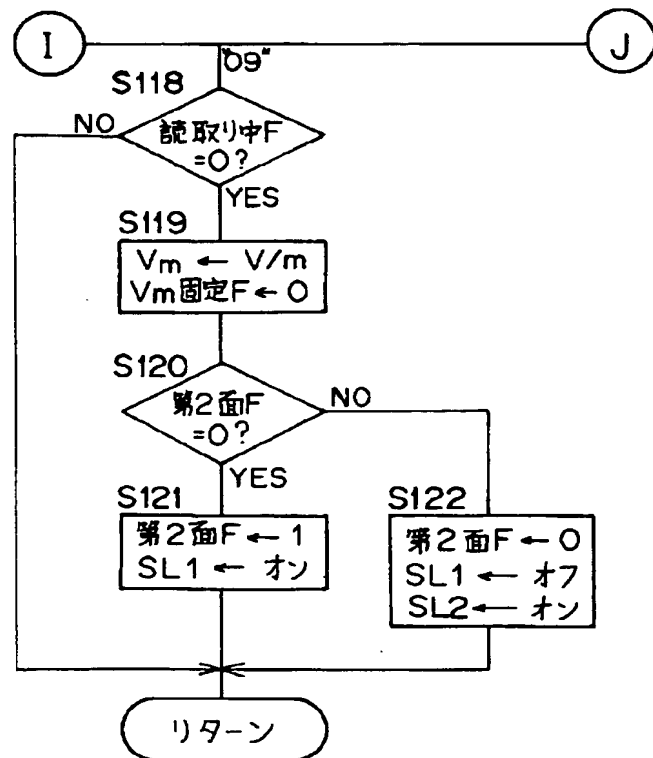 I
J
"09"
S118
NO
読取り中F
=0?
YES
S119
Vm ← V/m
Vm固定F ← 0
S120
第2面F
=0?
NO
YES
S121
第2面F ← 1
SL1 ← オン
S122
第2面F ← 0
SL1 ← オフ
SL2 ← オン
リターン